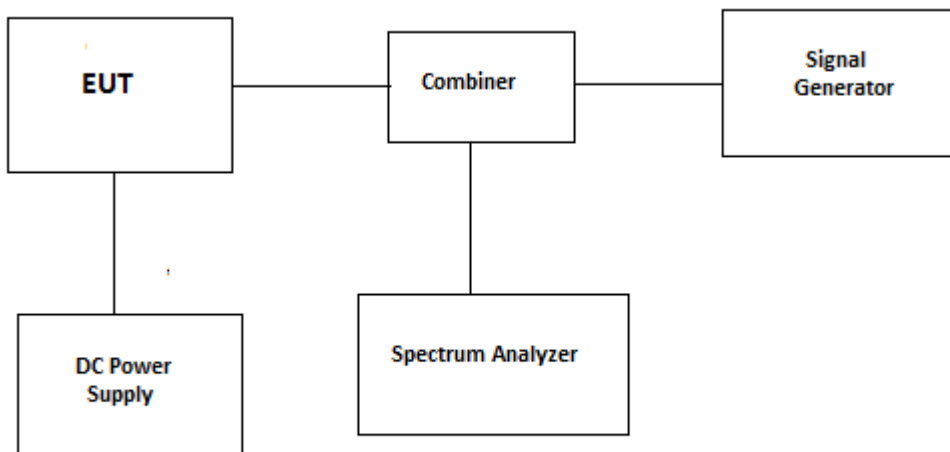 EUT
Combiner
Signal
Generator
DC Power
Supply
Spectrum Analyzer